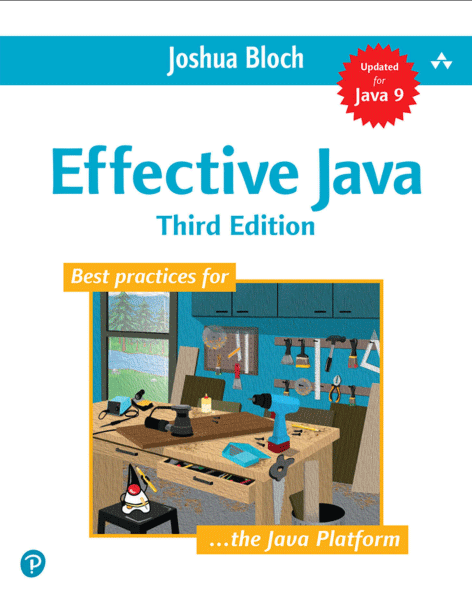 Joshua Bloch
Updated
for
Java 9
Effective Java
Third Edition
Best practices for
...the Java Platform
P